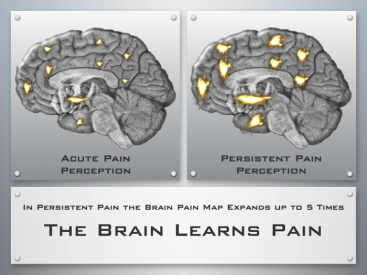 Acute Pain
Perception
Persistent Pain
Perception
In Persistent Pain the Brain Pain Map Expands up to 5 Times
The Brain Learns Pain